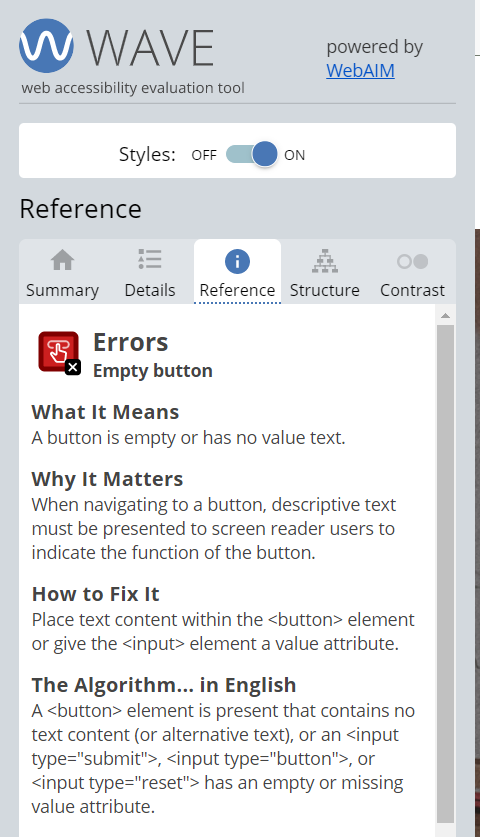 WAVE
powered by
WebAIM
web accessibility evaluation tool
Styles: OFF ON
Reference
Summary Details Reference Structure Contrast
Errors
Empty button
What It Means
A button is empty or has no value text.
Why It Matters
When navigating to a button, descriptive text
must be presented to screen reader users to
indicate the function of the button.
How to Fix It
Place text content within the <button> element
or give the <input> element a value attribute.
The Algorithm... in English
A <button> element is present that contains no
text content (or alternative text), or an <input
type="submit">, <input type="button">, or
<input type="reset"> has an empty or missing
value attribute.